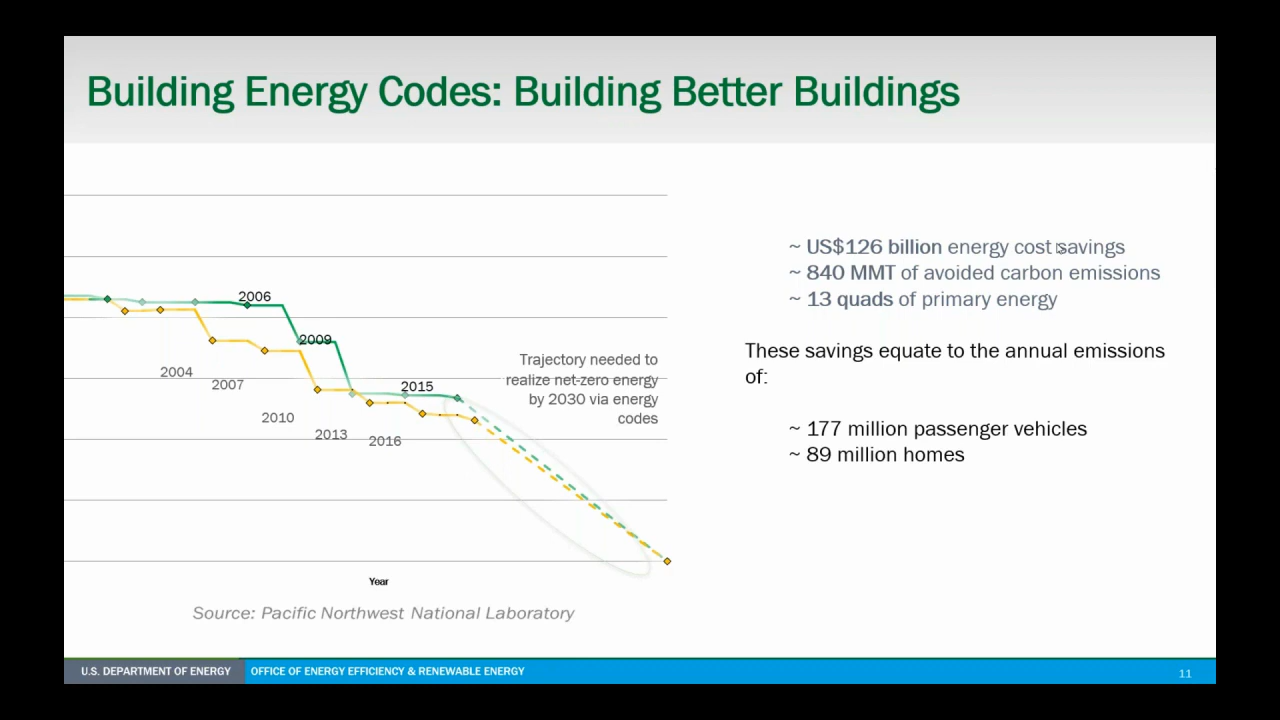 Building Energy Codes: Building Better Buildings
2006
2009
2004
2007
2015
2010
2013
2016
Trajectory needed to
realize net-zero energy
by 2030 via energy
codes
Year
Source: Pacific Northwest National Laboratory
~ US$126 billion energy cost savings
~ 840 MMT of avoided carbon emissions
~ 13 quads of primary energy
These savings equate to the annual emissions
of:
~ 177 million passenger vehicles
~ 89 million homes
U.S. DEPARTMENT OF ENERGY
OFFICE OF ENERGY EFFICIENCY & RENEWABLE ENERGY
11